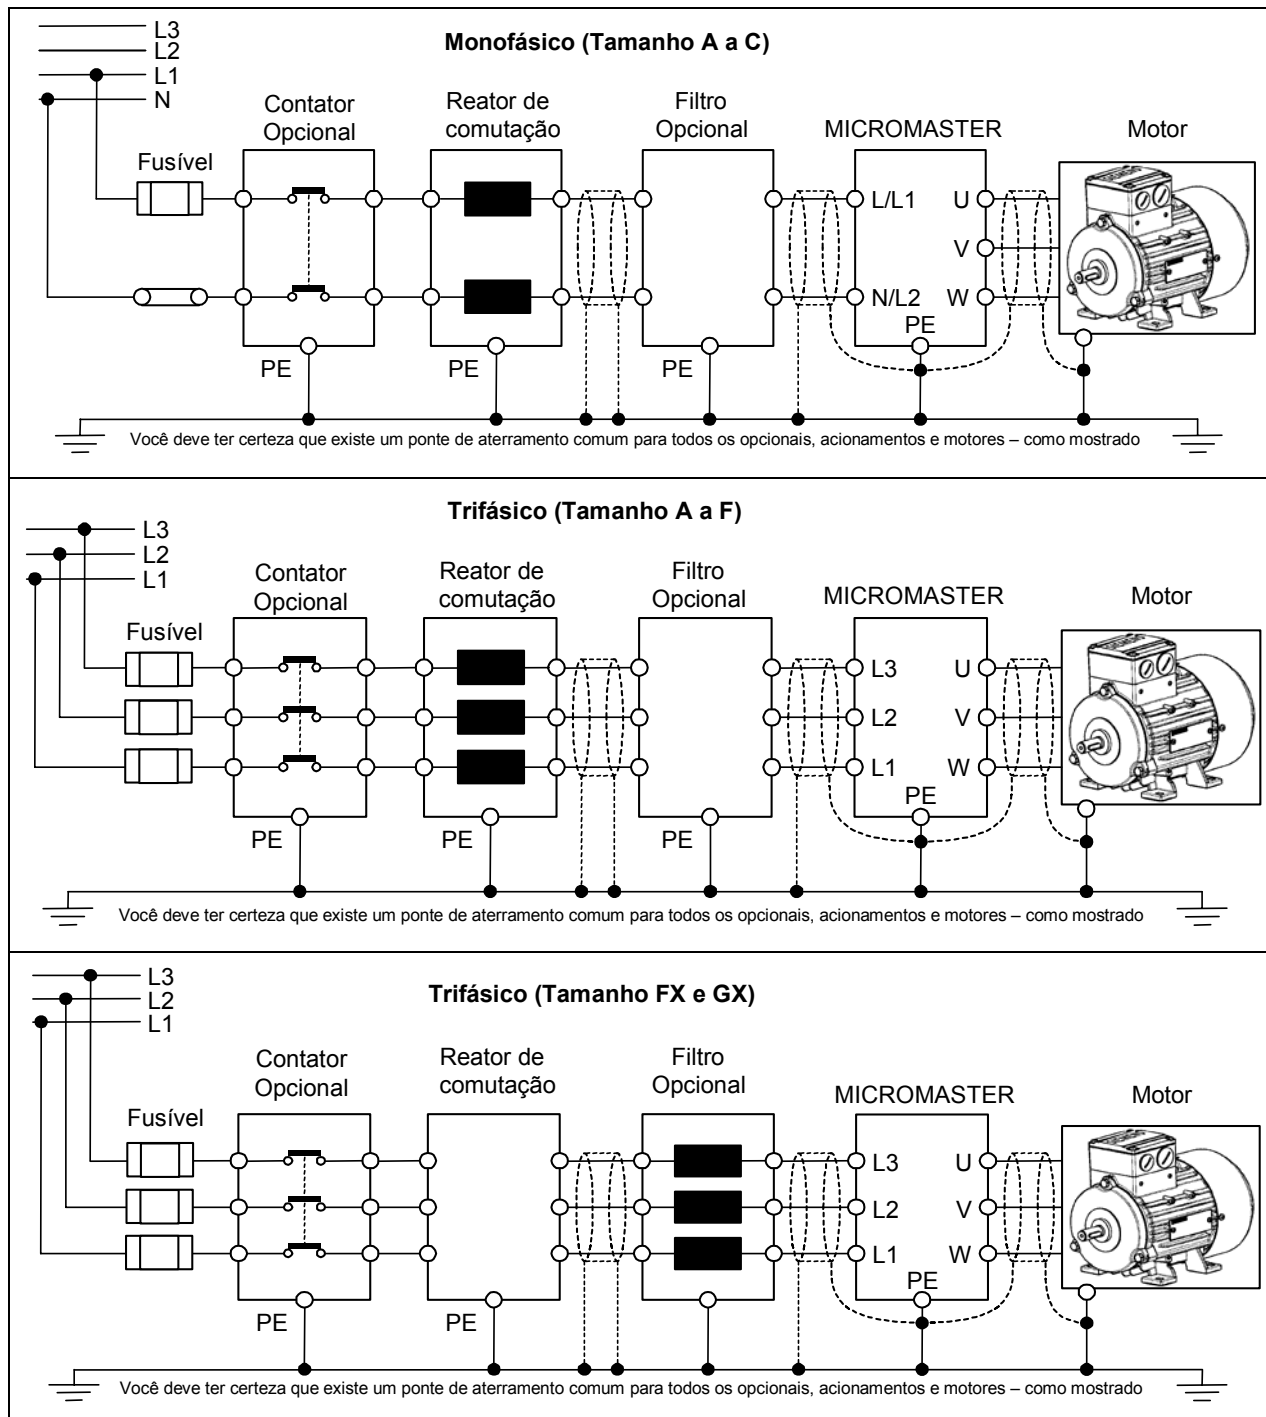 L3
L2
L1
N
Monofásico (Tamanho A a C)
Contator
Opcional
Reator de
comutação
Filtro
Opcional
MICROMASTER
Motor
Fusível
L/L1
U
V
N/L2
W
PE
PE
PE
PE
Você deve ter certeza que existe um ponte de aterramento comum para todos os opcionais, acionamentos e motores – como mostrado
Trifásico (Tamanho A a F)
L3
L2
L1
Contator
Opcional
Reator de
comutação
Filtro
Opcional
MICROMASTER
Motor
Fusível
L3
U
L2
V
L1
W
PE
PE
PE
PE
Você deve ter certeza que existe um ponte de aterramento comum para todos os opcionais, acionamentos e motores – como mostrado
L3
L2
L1
Trifásico (Tamanho FX e GX)
Contator
Opcional
Reator de
comutação
Filtro
Opcional
MICROMASTER
Motor
Fusível
L3
U
L2
V
L1
W
PE
PE
PE
Você deve ter certeza que existe um ponte de aterramento comum para todos os opcionais, acionamentos e motores – como mostrado